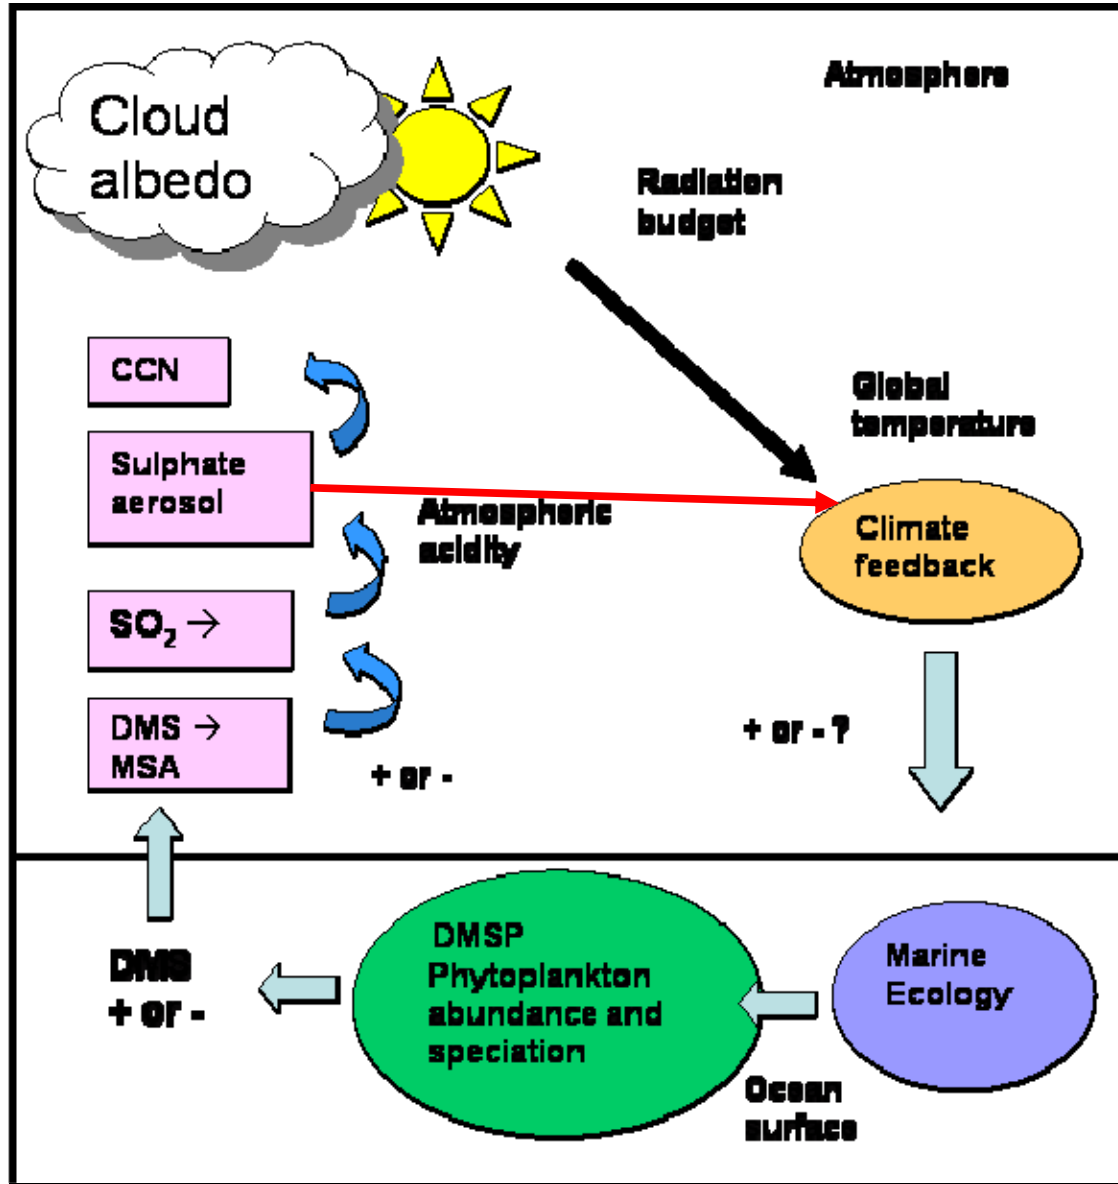 Cloud
albedo
Atmosphere
Radiation
budget
CCN
Sulphate
aerosol
Atmospheric
acidity
Global
temperature
Climate
feedback
SO₂ →
DMS →
MSA
+ or -
+ or - ?
DMS
+ or -
DMSP
Phytoplankton
abundance and
speciation
Marine
Ecology
Ocean
surface